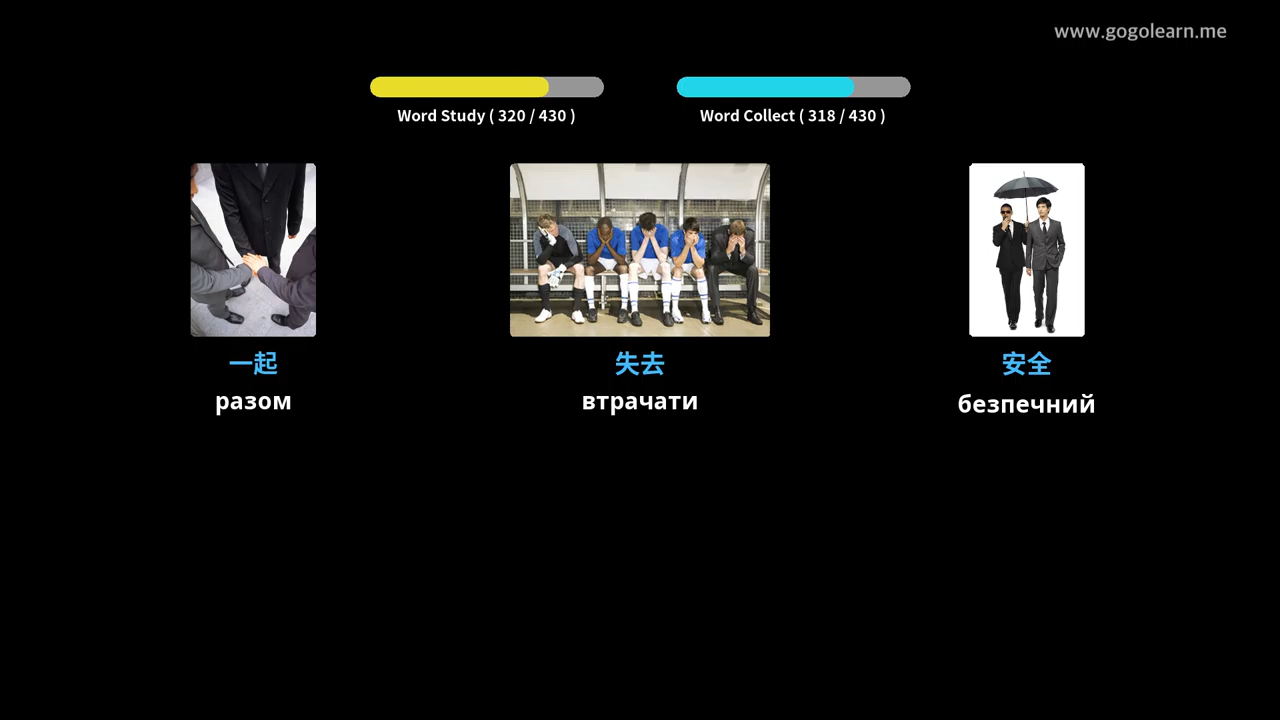 www.gogolearn.me
Word Study ( 320 / 430 )
Word Collect ( 318 / 430 )
一起
失去
安全
разом
втрачати
безпечний